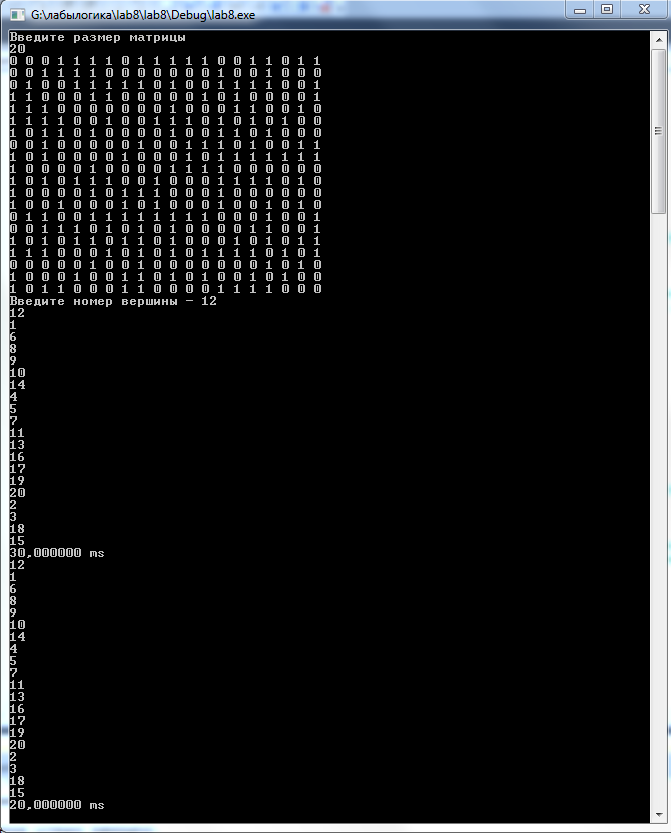 G:\лабылогика\lab8\lab8\Debug\lab8.exe
Введите размер матрицы
20
0 0 0 1 1 1 1 0 1 1 1 1 1 0 0 1 1 0 1 1
0 0 1 1 1 1 0 0 0 0 0 0 0 1 0 0 1 0 0 0
0 1 0 0 1 1 1 1 1 0 1 0 0 1 1 1 1 0 0 1
1 1 0 0 0 1 1 0 0 0 0 0 1 0 1 0 0 0 0 1
1 1 1 0 0 0 0 0 0 0 1 0 0 0 1 1 0 0 1 0
1 1 1 1 0 0 1 0 0 1 1 1 0 1 0 1 0 1 0 0
1 0 1 1 0 1 0 0 0 0 1 0 0 1 1 0 1 0 0 0
0 0 1 0 0 0 0 0 1 0 0 1 1 1 0 1 0 0 1 1
1 0 1 0 0 0 0 1 0 0 0 1 0 1 1 1 1 1 1 1
1 0 0 0 0 1 0 0 0 0 1 1 1 1 0 0 0 0 0 0
1 0 1 0 1 1 1 0 0 1 0 0 0 1 1 1 1 0 1 0
1 0 0 0 0 1 0 1 1 1 0 0 0 1 0 0 0 0 0 0
1 0 0 1 0 0 0 1 0 1 0 0 0 1 0 0 1 0 1 0
0 1 1 0 0 1 1 1 1 1 1 1 1 0 0 0 1 0 0 1
0 0 1 1 1 0 1 0 1 0 1 0 0 0 0 1 1 0 0 1
1 0 1 0 1 1 0 1 1 0 1 0 0 0 1 0 1 0 1 1
1 1 1 0 0 0 1 0 1 0 1 0 1 1 1 1 0 1 0 1
0 0 0 0 0 1 0 0 1 0 0 0 0 0 0 0 1 0 1 0
1 0 0 0 1 0 0 1 1 0 1 0 1 0 0 1 0 1 0 0
1 0 1 1 0 0 0 1 1 0 0 0 0 1 1 1 1 0 0 0
Введите номер вершины - 12
12
1
6
8
9
10
14
4
5
7
11
13
16
17
19
20
2
3
18
15
30,000000 ms
12
1
6
8
9
10
14
4
5
7
11
13
16
17
19
20
2
3
18
15
20,000000 ms